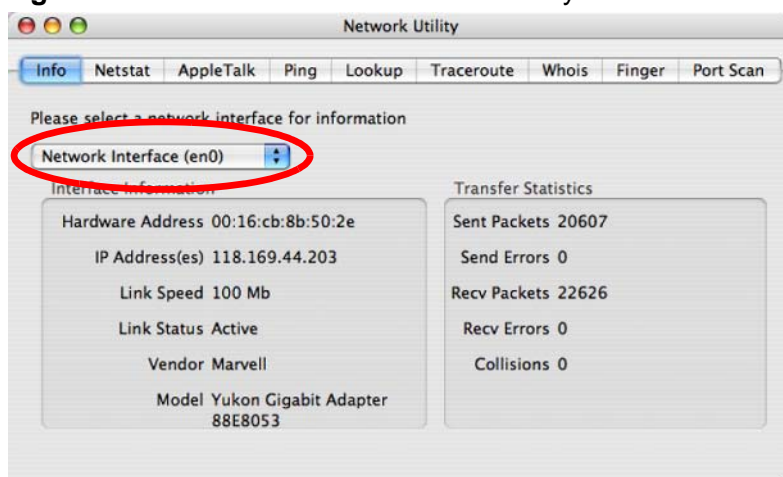 Network Utility
Info Netstat AppleTalk Ping Lookup Traceroute Whois Finger Port Scan
Please select a network interface for information
Network Interface (en0)
Interface Information
Hardware Address 00:16:cb:8b:50:2e
IP Address(es) 118.169.44.203
Link Speed 100 Mb
Link Status Active
Vendor Marvell
Model Yukon Gigabit Adapter
88E8053
Transfer Statistics
Sent Packets 20607
Send Errors 0
Recv Packets 22626
Recv Errors 0
Collisions 0